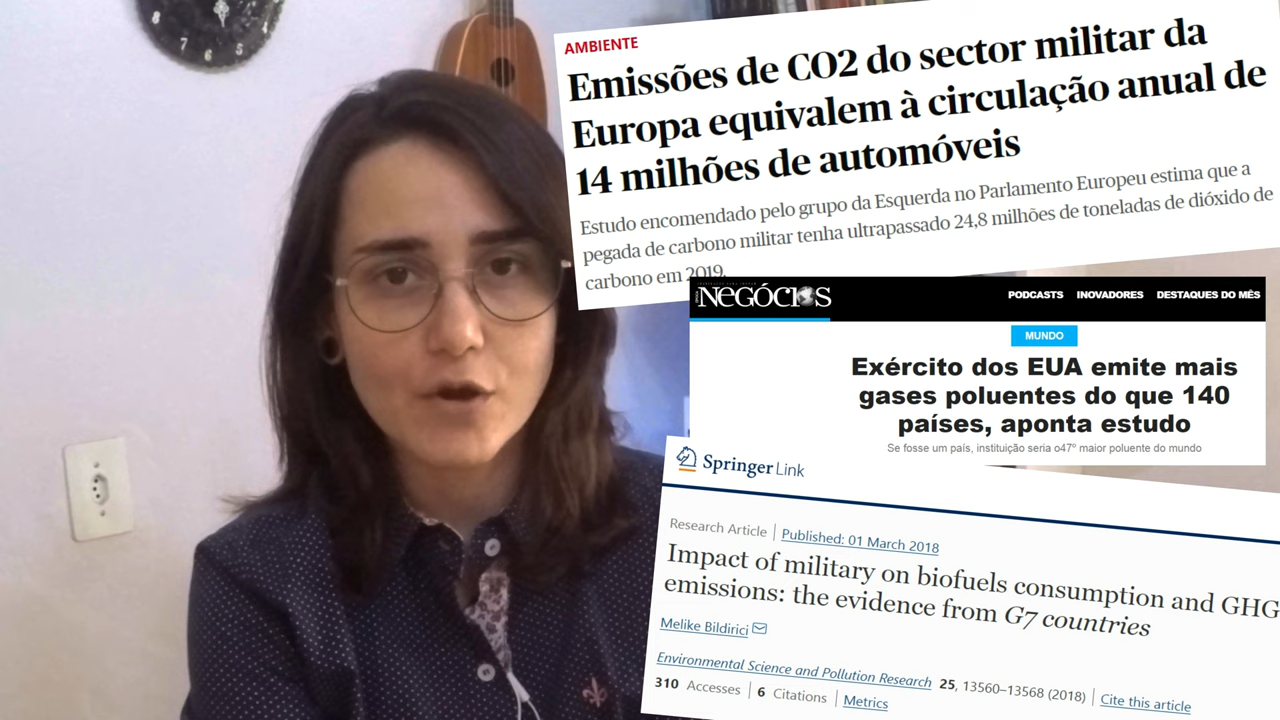 8
7
6
5
AMBIENTE
Emissões de CO2 do sector militar da
Europa equivalem à circulação anual de
14 milhões de automóveis
Estudo encomendado pelo grupo da Esquerda no Parlamento Europeu estima que a
pegada de carbono militar tenha ultrapassado 24,8 milhões de toneladas de dióxido de
carbono em 2019.
NEGÓCIOS
PODCASTS INOVADORES DESTAQUES DO MÊS
MUNDO
Exército dos EUA emite mais
gases poluentes do que 140
países, aponta estudo
Se fosse um país, instituição seria o47º maior poluente do mundo
Springer Link
Research Article | Published: 01 March 2018
Impact of military on biofuels consumption and GHG
emissions: the evidence from G7 countries
Melike Bildirici
Environmental Science and Pollution Research 25, 13560–13568 (2018) | Cite this article
310 Accesses | 6 Citations | Metrics